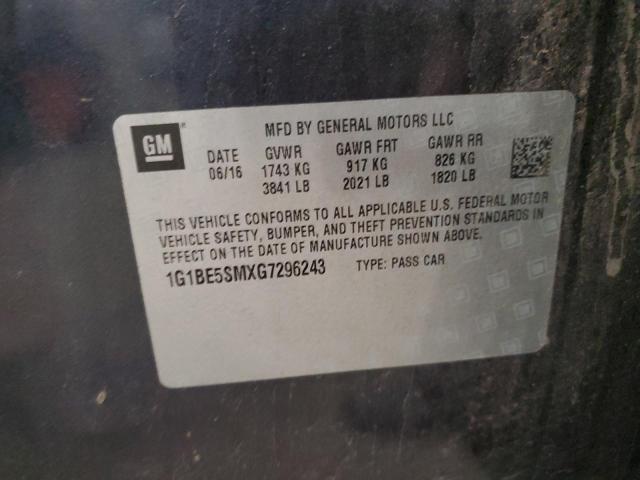 GM ®
MFD BY GENERAL MOTORS LLC
DATE GVWR GAWR FRT GAWR RR
06/16 1743 KG 917 KG 826 KG
3841 LB 2021 LB 1820 LB
THIS VEHICLE CONFORMS TO ALL APPLICABLE U.S. FEDERAL MOTOR
VEHICLE SAFETY, BUMPER, AND THEFT PREVENTION STANDARDS IN
EFFECT ON THE DATE OF MANUFACTURE SHOWN ABOVE.
1G1BE5SMXG7296243 TYPE: PASS CAR